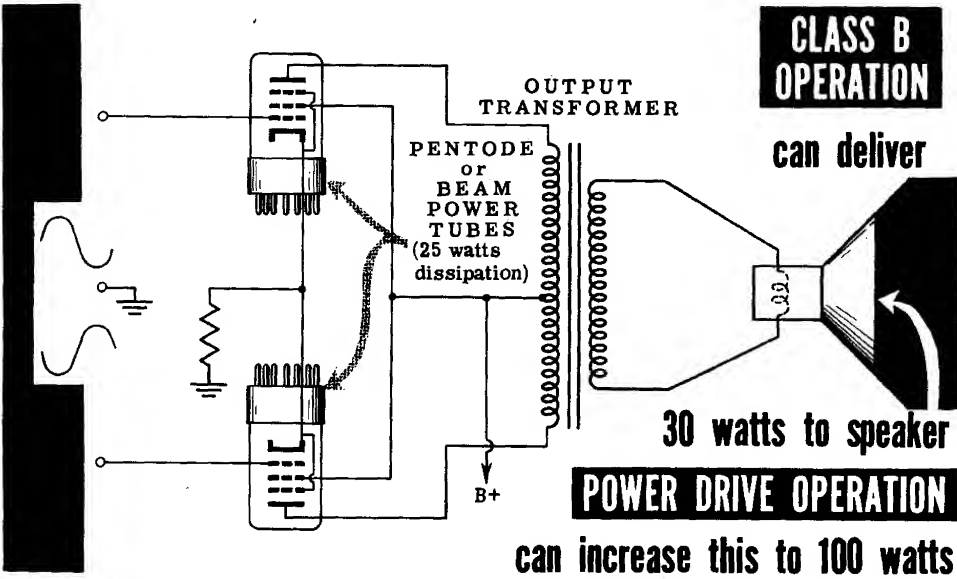 CLASS B
OPERATION
can deliver
OUTPUT
TRANSFORMER
PENTODE
or
BEAM
POWER
TUBES
(25 watts
dissipation)
B+
30 watts to speaker
POWER DRIVE OPERATION
can increase this to 100 watts